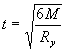 t = √(6M / R_y)